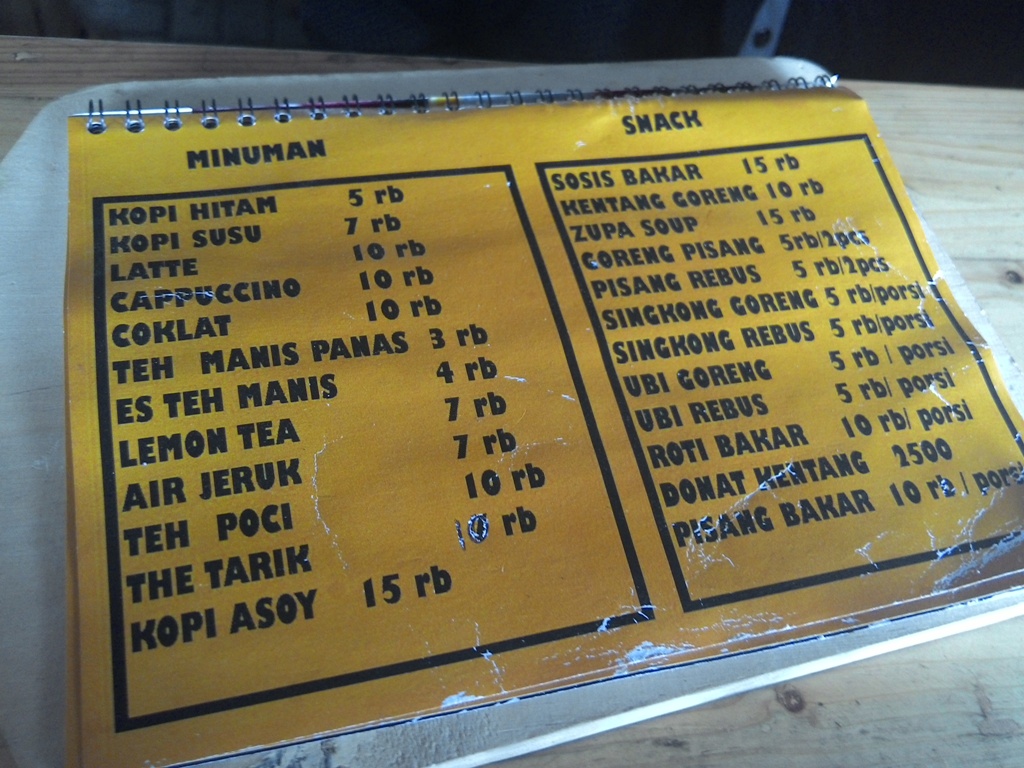 MINUMAN
KOPI HITAM 5 rb
KOPI SUSU 7 rb
LATTE 10 rb
CAPPUCCINO 10 rb
COKLAT 10 rb
TEH MANIS PANAS 3 rb
ES TEH MANIS 4 rb
LEMON TEA 7 rb
AIR JERUK 7 rb
TEH POCI 10 rb
THE TARIK 10 rb
KOPI ASOY 15 rb
SNACK
SOSIS BAKAR 15 rb
KENTANG GORENG 10 rb
ZUPA SOUP 15 rb
GORENG PISANG 5rb/2pcs
PISANG REBUS 5 rb/2pcs
SINGKONG GORENG 5 rb/porsi
SINGKONG REBUS 5 rb/porsi
UBI GORENG 5 rb / porsi
UBI REBUS 5 rb/ porsi
ROTI BAKAR 10 rb/ porsi
DONAT KENTANG 2500
PISANG BAKAR 10 rb / porsi